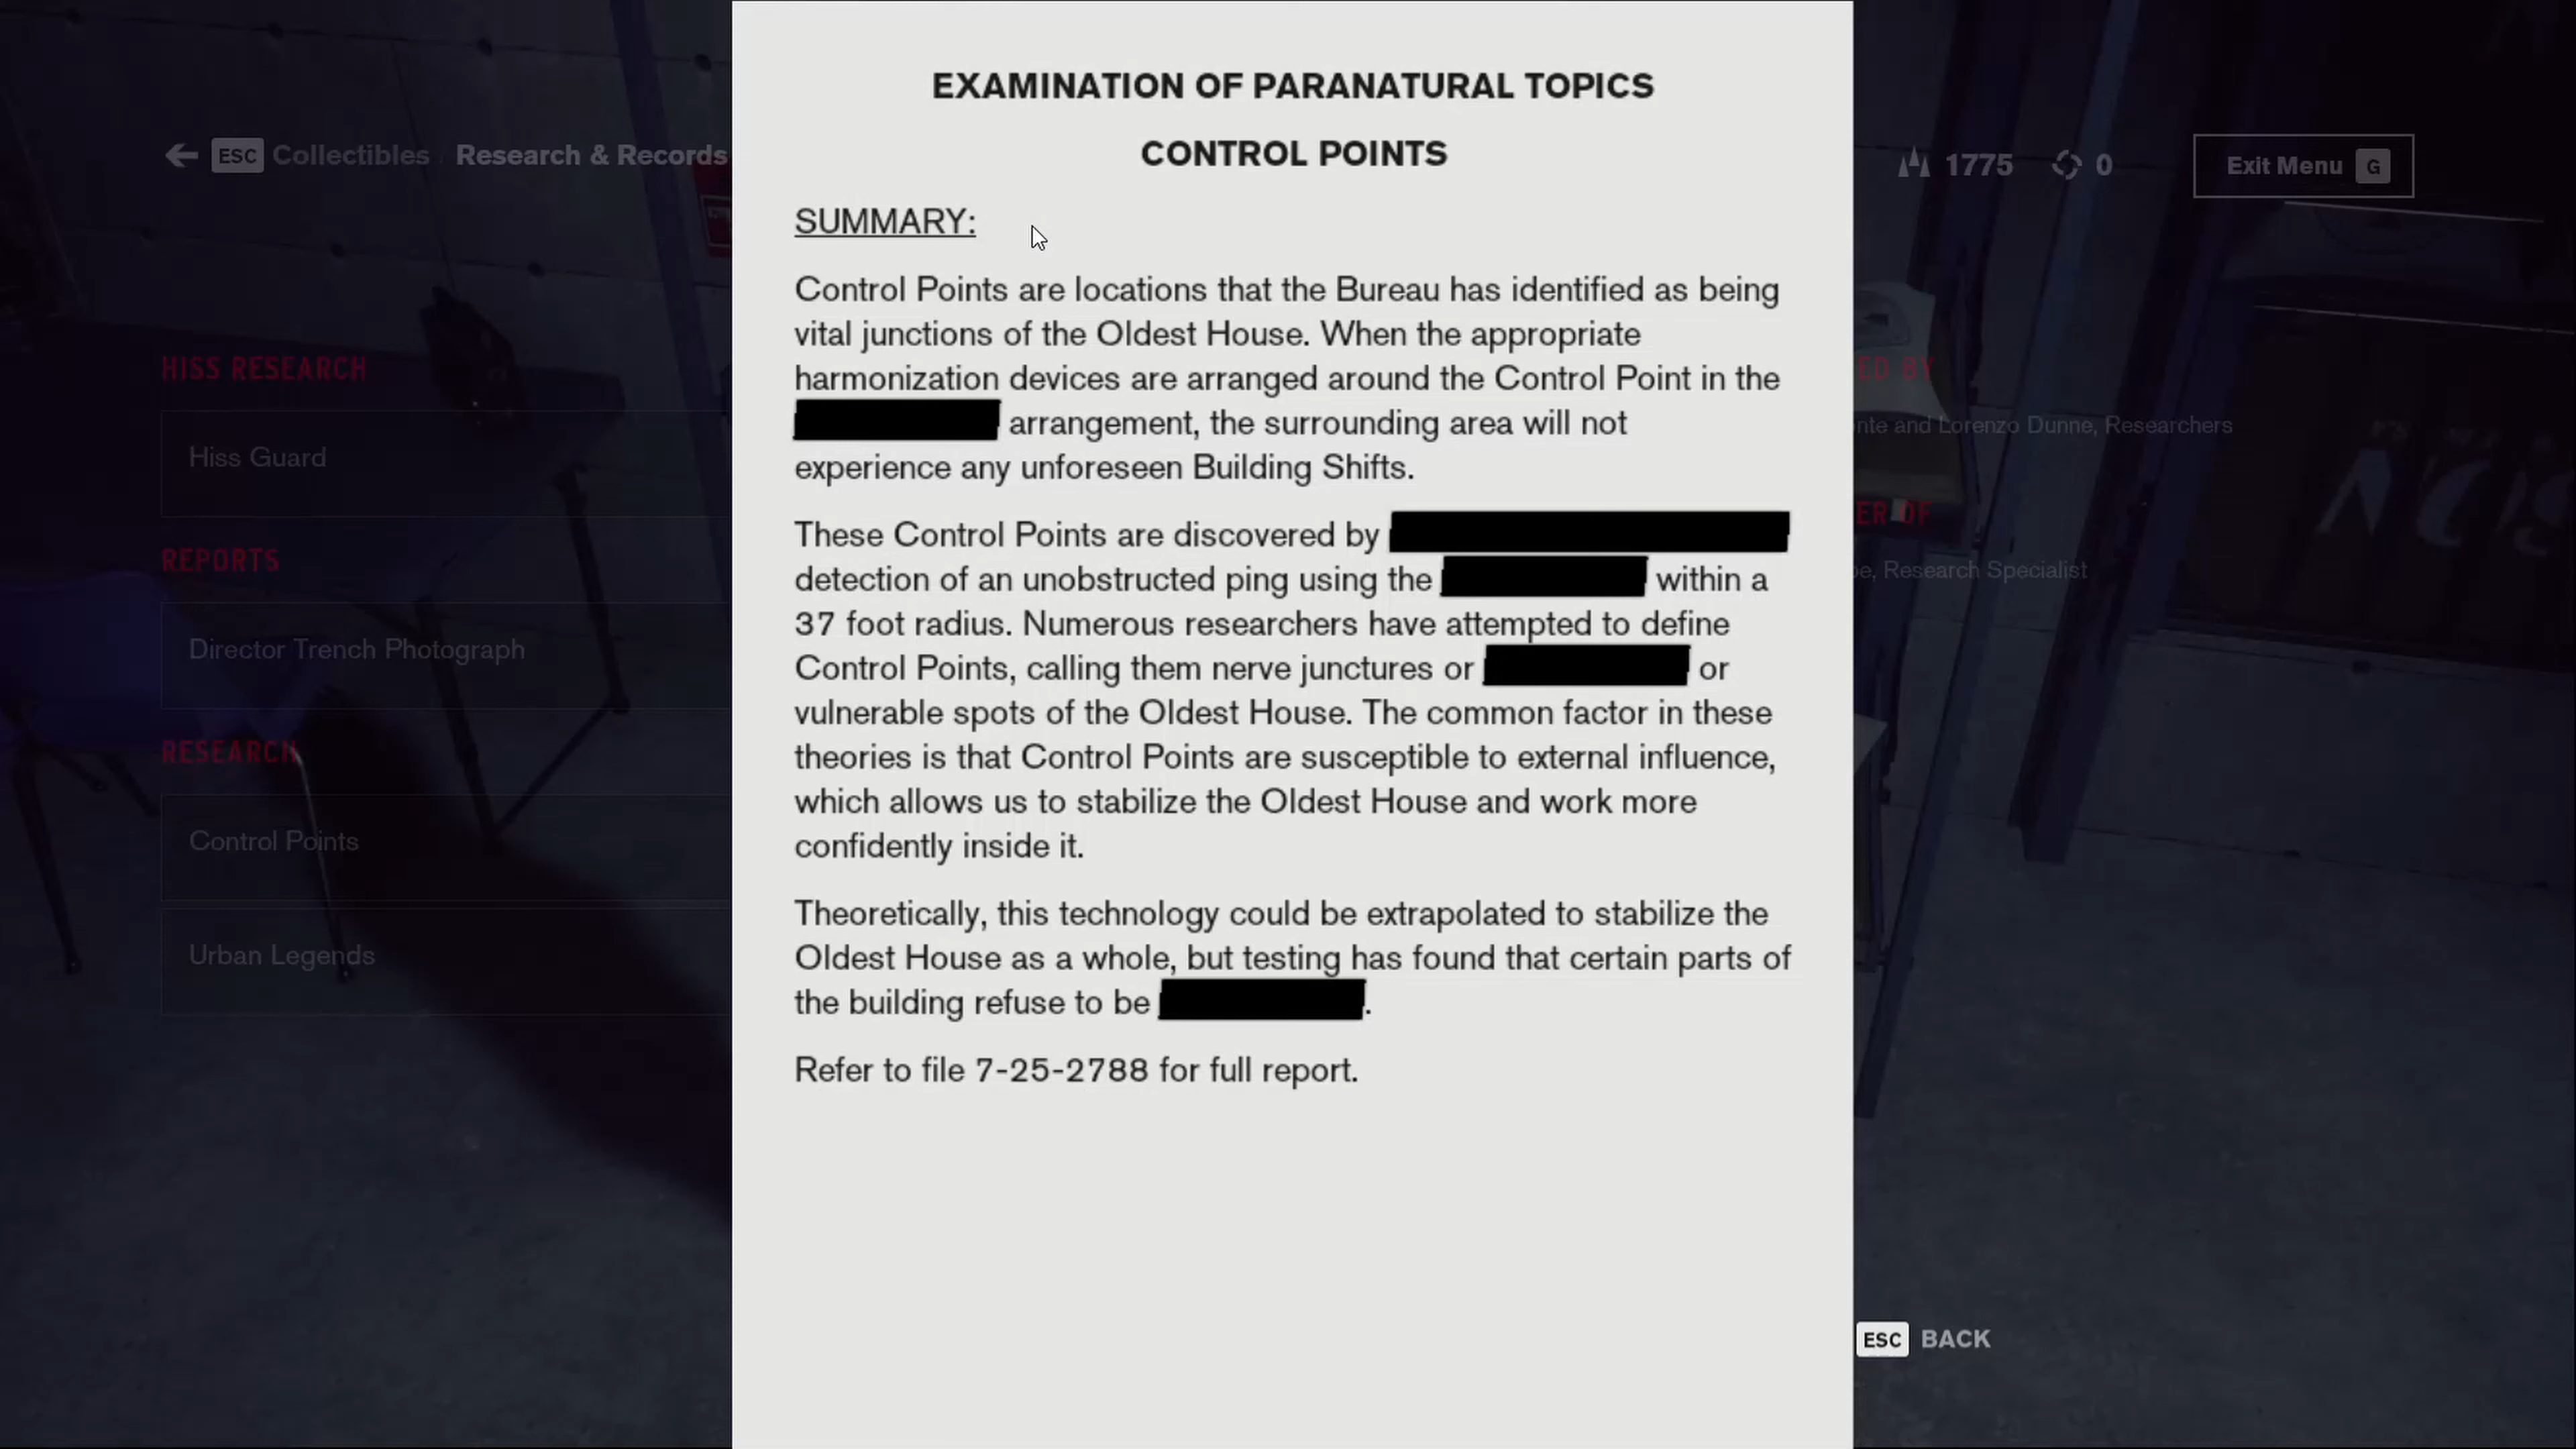 EXAMINATION OF PARANATURAL TOPICS
CONTROL POINTS
ESC Collectibles / Research & Records
1775
0
Exit Menu G
SUMMARY:
Control Points are locations that the Bureau has identified as being
vital junctions of the Oldest House. When the appropriate
harmonization devices are arranged around the Control Point in the
arrangement, the surrounding area will not
experience any unforeseen Building Shifts.
These Control Points are discovered by
detection of an unobstructed ping using the within a
37 foot radius. Numerous researchers have attempted to define
Control Points, calling them nerve junctures or or
vulnerable spots of the Oldest House. The common factor in these
theories is that Control Points are susceptible to external influence,
which allows us to stabilize the Oldest House and work more
confidently inside it.
Theoretically, this technology could be extrapolated to stabilize the
Oldest House as a whole, but testing has found that certain parts of
the building refuse to be .
Refer to file 7-25-2788 for full report.
HISS RESEARCH
Hiss Guard
REPORTS
Director Trench Photograph
RESEARCH
Control Points
Urban Legends
ED BY
and Lorenzo Dunne, Researchers
ER OF
Research Specialist
ESC BACK